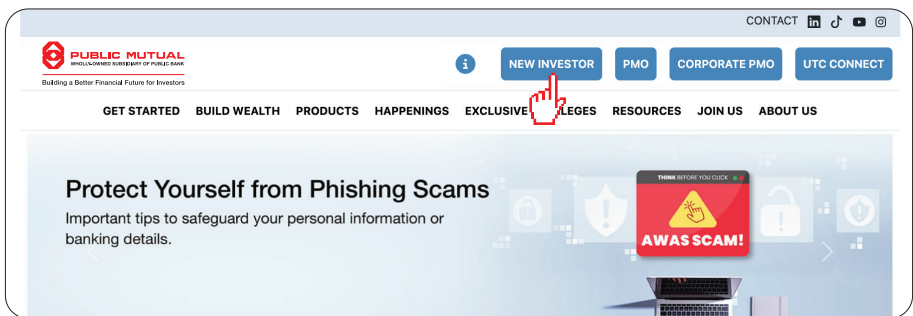 CONTACT
PUBLIC MUTUAL
WHOLLY-OWNED SUBSIDIARY OF PUBLIC BANK
Building a Better Financial Future for Investors
NEW INVESTOR PMO CORPORATE PMO UTC CONNECT
GET STARTED BUILD WEALTH PRODUCTS HAPPENINGS EXCLUSIVE RESOURCES JOIN US ABOUT US
Protect Yourself from Phishing Scams
Important tips to safeguard your personal information or
banking details.
THINK BEFORE YOU CLICK
AWAS SCAM!